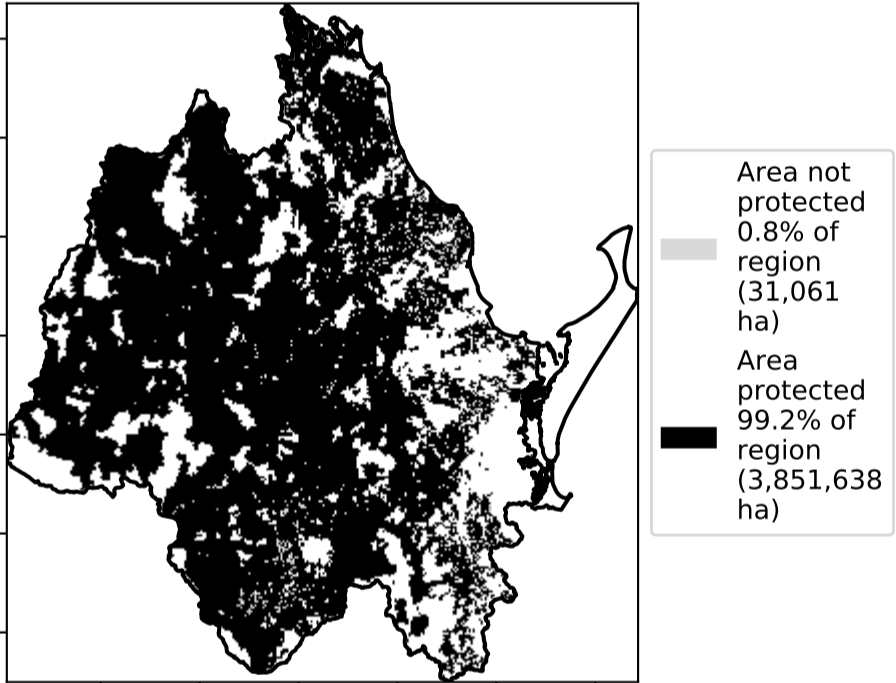 Area not
protected
0.8% of
region
(31,061
ha)
Area
protected
99.2% of
region
(3,851,638
ha)